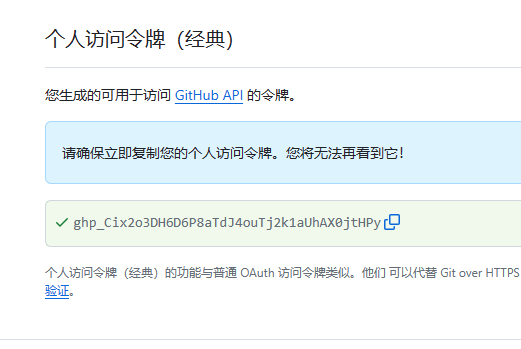 个人访问令牌（经典）
您生成的可用于访问 GitHub API 的令牌。
请确保立即复制您的个人访问令牌。您将无法再看到它！
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
个人访问令牌（经典）的功能与普通 OAuth 访问令牌类似。他们 可以代替 Git over HTTPS
验证。